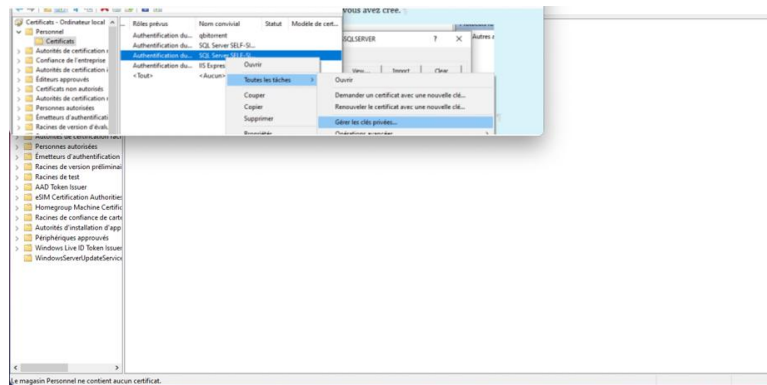 vous avez créé.
Certificats - Ordinateur local
Personnel
Certificats
Autorités de certification
Confiance de l'entreprise
Autorités de certification
Éditeurs approuvés
Certificats non autorisés
Autorités de certification
Personnes autorisées
Émetteurs d'authentificati
Racines de version d'éval.
Rôles prévus Nom convivial Statut Modèle de cert...
Authentification du... qbitorrent
Authentification du... SQL Server SELF-SI...
Authentification du... SQL Server SELF-SI...
Authentification du... IIS Expres
<Tout> <Aucun>
SQLSERVER ? ×
Autres
View... Import Clear
Ouvrir
Toutes les tâches
Couper
Copier
Supprimer
Propriétés
Ouvrir
Demander un certificat avec une nouvelle clé...
Renouveler le certificat avec une nouvelle clé...
Gérer les clés privées...
Opérations avancées
Personnes autorisées
Émetteurs d'authentification
Racines de version préliminai
Racines de test
AAD Token Issuer
eSIM Certification Authorities
Homegroup Machine Certific
Racines de confiance de carte
Autorités d'installation d'app
Périphériques approuvés
Windows Live ID Token Issuer
WindowsServerUpdateService
Le magasin Personnel ne contient aucun certificat.